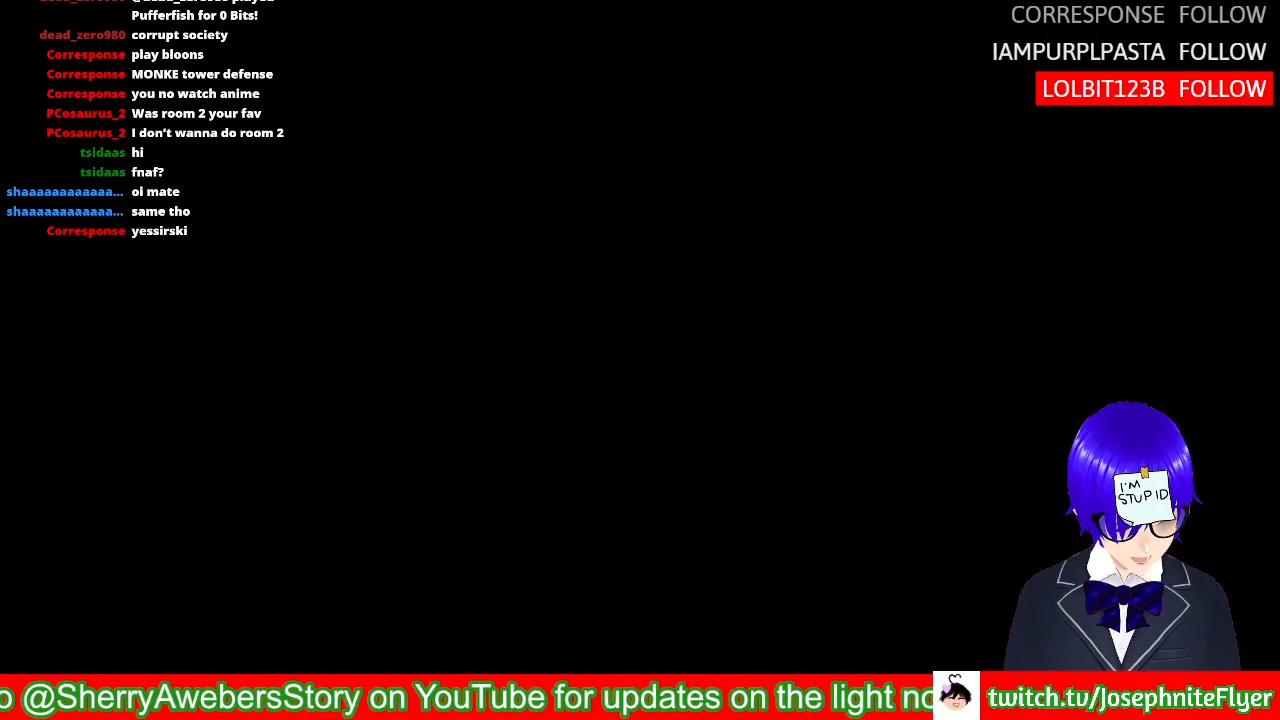 Pufferfish for 0 Bits!
dead_zero980 corrupt society
Corresponse play bloons
Corresponse MONKE tower defense
Corresponse you no watch anime
PCosaurus_2 Was room 2 your fav
PCosaurus_2 I don't wanna do room 2
tsidaas hi
tsidaas fnaf?
shaaaaaaaaaaaa... oi mate
shaaaaaaaaaaaa... same tho
Corresponse yessirski
CORRESPONSE FOLLOW
IAMPURPLPASTA FOLLOW
LOLBIT123B FOLLOW
I'M
STUPID
o @SherryAwebersStory on YouTube for updates on the light no
twitch.tv/JosephniteFlyer